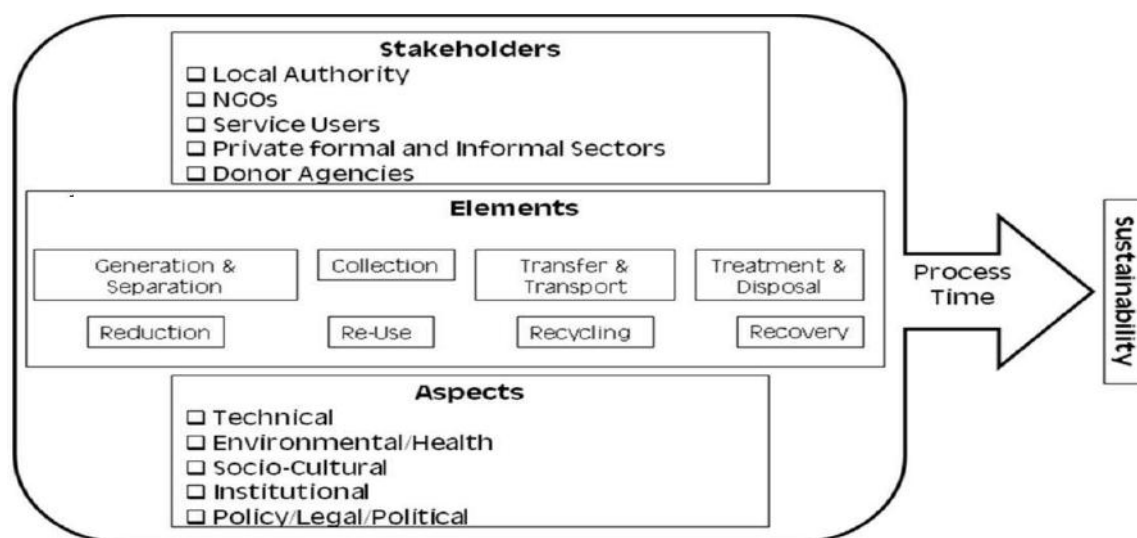 Stakeholders
❑ Local Authority
❑ NGOs
❑ Service Users
❑ Private formal and Informal Sectors
❑ Donor Agencies
Elements
Generation &
Separation
Collection
Transfer &
Transport
Treatment &
Disposal
Reduction
Re-Use
Recycling
Recovery
Aspects
❑ Technical
❑ Environmental/Health
❑ Socio-Cultural
❑ Institutional
❑ Policy/Legal/Political
Process
Time
Sustainability